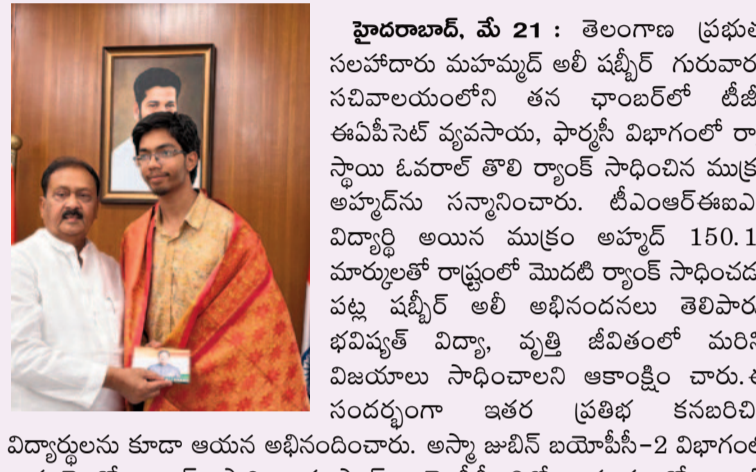 హైదరాబాద్, మే 21 : తెలంగాణ ప్రభుత
సలహాదారు మహమ్మద్ అలీ షబ్బీర్ గురువార
సచివాలయంలోని తన ఛాంబర్‌లో టీజీ
ఈఏపీసెట్ వ్యవసాయ, ఫార్మసీ విభాగంలో రా
స్థాయి ఓవరాల్ తొలి ర్యాంక్ సాధించిన ముక్ర
అహ్మద్‌ను సన్మానించారు. టీఎంఆర్ఈఐఎ
విద్యార్థి అయిన ముక్రం అహ్మద్ 150.1
మార్కులతో రాష్ట్రంలో మొదటి ర్యాంక్ సాధించడ
పట్ల షబ్బీర్ అలీ అభినందనలు తెలిపార
భవిష్యత్ విద్యా, వృత్తి జీవితంలో మరిన
విజయాలు సాధించాలని ఆకాంక్షిం చారు.ఈ
సందర్భంగా ఇతర ప్రతిభ కనబరిచి
విద్యార్థులను కూడా ఆయన అభినందించారు. అస్మా జుబిన్ బయోపీసీ-2 విభాగంల